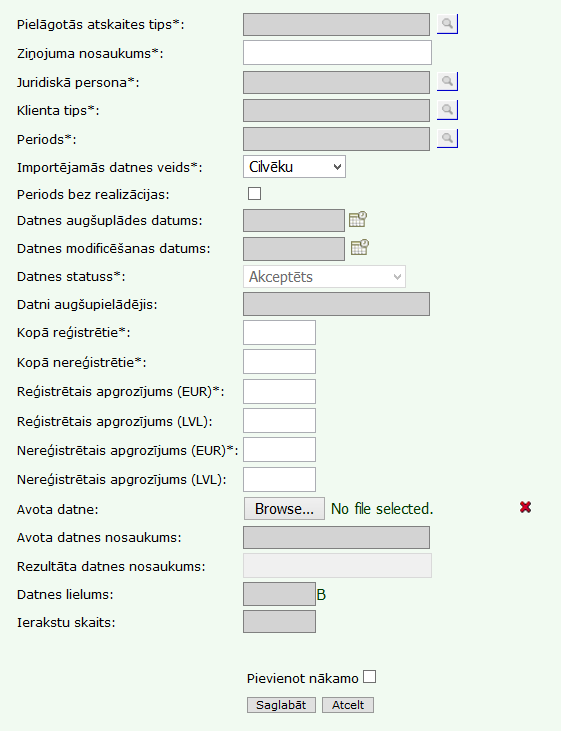 Pielāgotās atskaites tips*:
Ziņojuma nosaukums*:
Juridiskā persona*:
Klienta tips*:
Periods*:
Importējamās datnes veids*: Cilvēku
Periods bez realizācijas:
Datnes augšuplādes datums:
Datnes modificēšanas datums:
Datnes statuss*: Akceptēts
Datni augšupielādējis:
Kopā reģistrētie*:
Kopā nereģistrētie*:
Reģistrētais apgrozījums (EUR)*:
Reģistrētais apgrozījums (LVL):
Nereģistrētais apgrozījums (EUR)*:
Nereģistrētais apgrozījums (LVL):
Avota datne: Browse... No file selected.
Avota datnes nosaukums:
Rezultāta datnes nosaukums:
Datnes lielums: B
Ierakstu skaits:
Pievienot nākamo
Saglabāt Atcelt